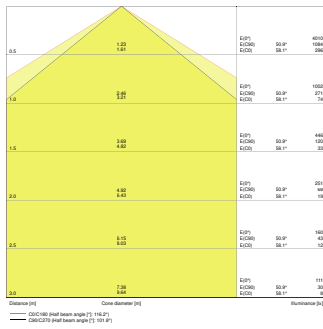 1.23
1.61
0.5
E(0°) 4010
E(C90) 50.9° 1084
E(C0) 58.1° 296
2.46
3.21
1.0
E(0°) 1002
E(C90) 50.9° 271
E(C0) 58.1° 74
3.69
4.82
1.5
E(0°) 446
E(C90) 50.9° 120
E(C0) 58.1° 33
4.92
6.43
2.0
E(0°) 251
E(C90) 50.9° 68
E(C0) 58.1° 19
6.15
8.03
2.5
E(0°) 160
E(C90) 50.9° 43
E(C0) 58.1° 12
7.38
9.64
3.0
E(0°) 111
E(C90) 50.9° 30
E(C0) 58.1° 8
Distance [m] Cone diameter [m] Illuminance [lx]
C0/C180 (Half beam angle [°]: 116.2°)
C90/C270 (Half beam angle [°]: 101.8°)